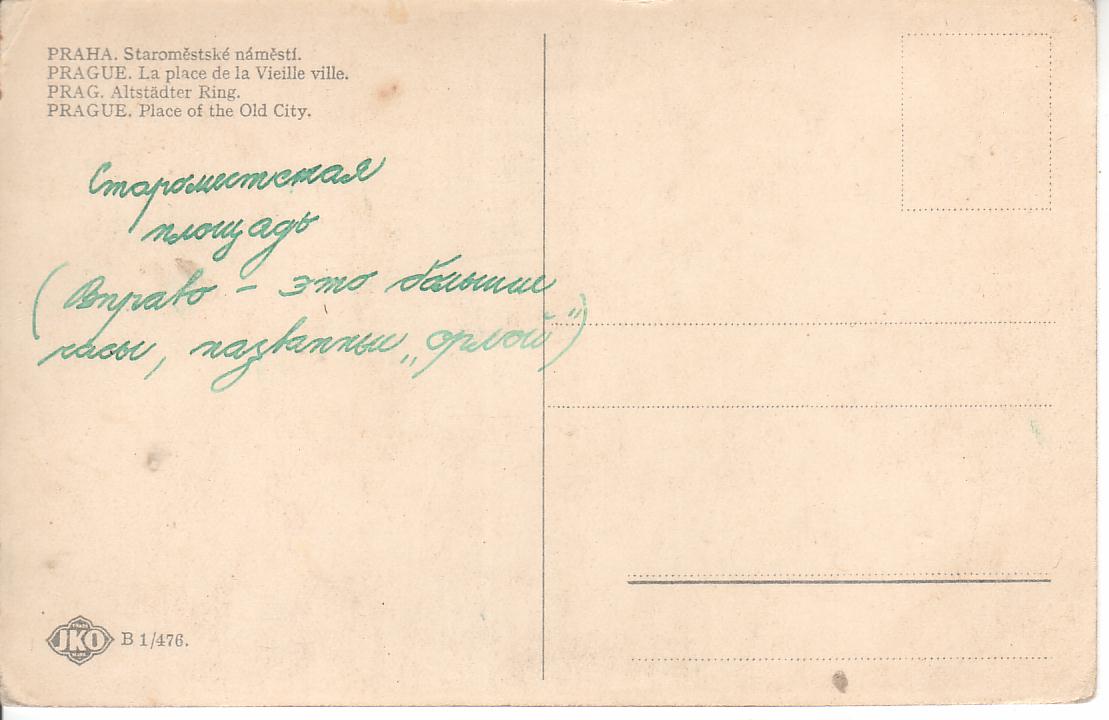 PRAHA. Staroměstské náměstí.
PRAGUE. La place de la Vieille ville.
PRAG. Altstädter Ring.
PRAGUE. Place of the Old City.
Староместская
площадь
(Вправо – это большие
часы, названные „орлой")
JKO B 1/476.